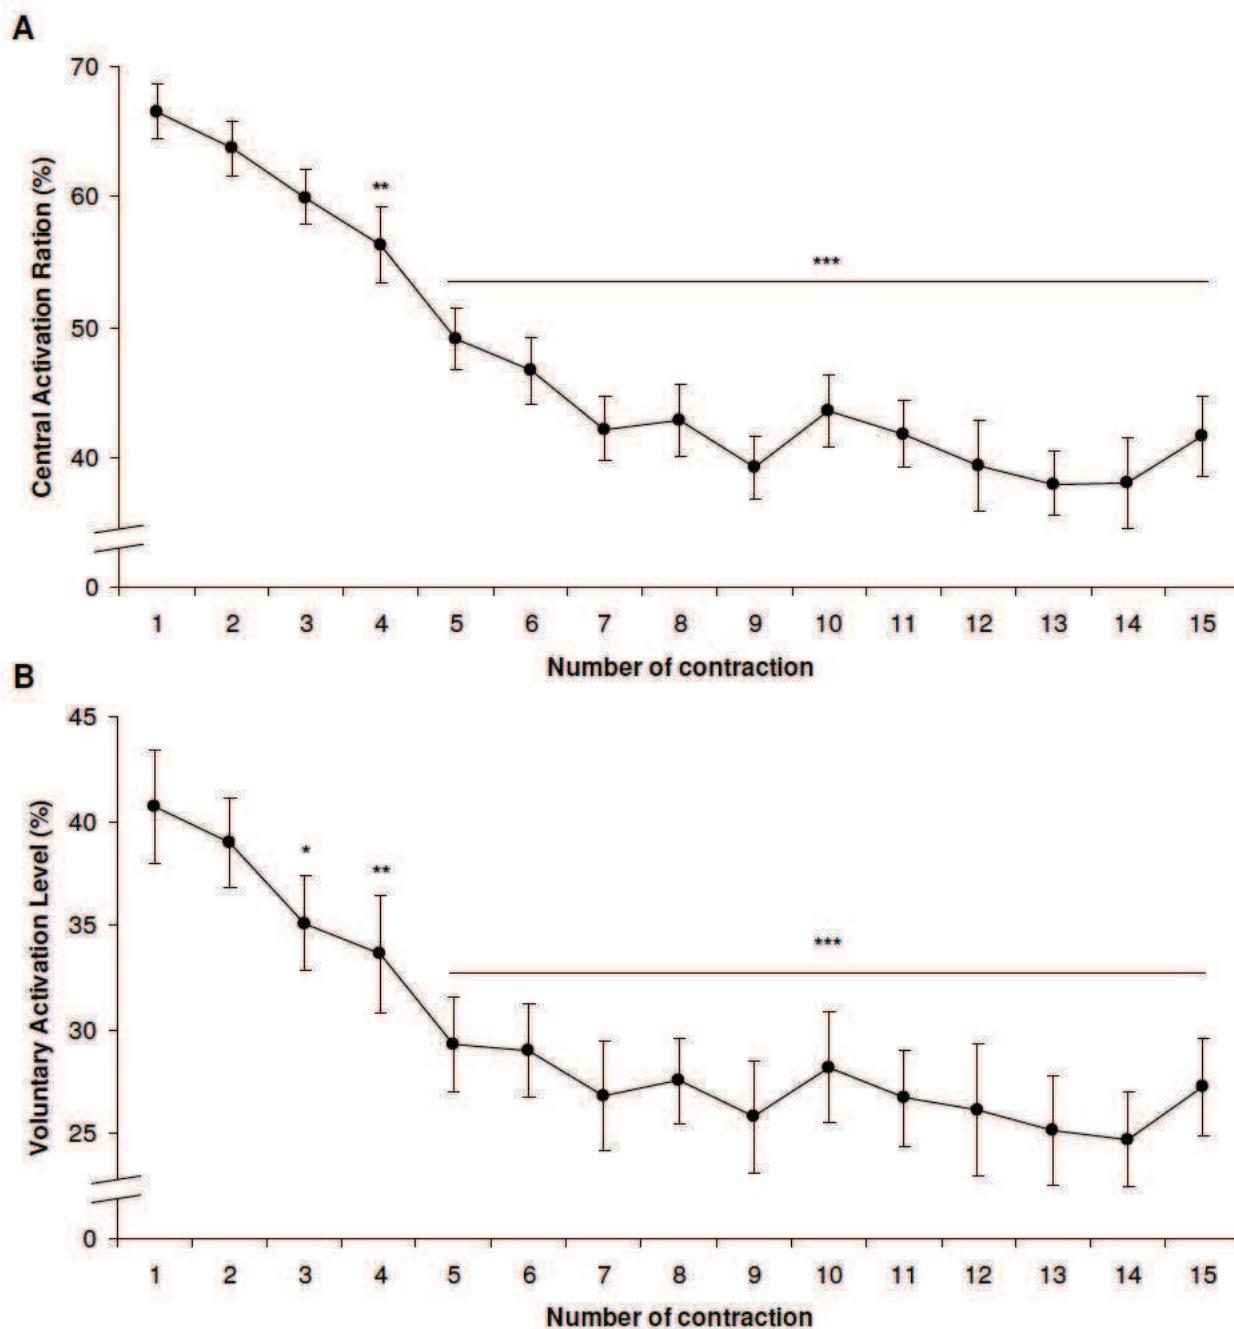 A
Central Activation Ration (%)
70
60
50
40
0
**
***
1 2 3 4 5 6 7 8 9 10 11 12 13 14 15
Number of contraction
B
Voluntary Activation Level (%)
45
40
35
30
25
0
*
**
***
1 2 3 4 5 6 7 8 9 10 11 12 13 14 15
Number of contraction